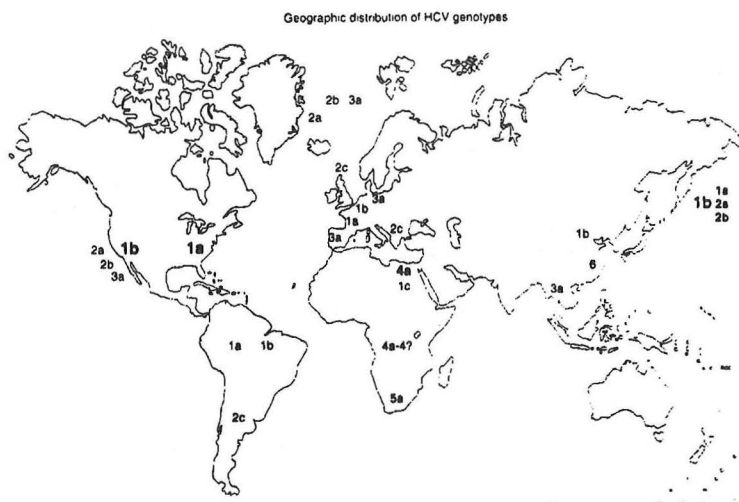 Geographic distribution of HCV genotypes
2b 3a
2a
2c
3a
1b
1a
3a
2c
4a
1c
4a-4?
5a
2a
1b
2b
3a
1a
1a
1b
2c
1b
6
3a
1b
1a
2a
2b